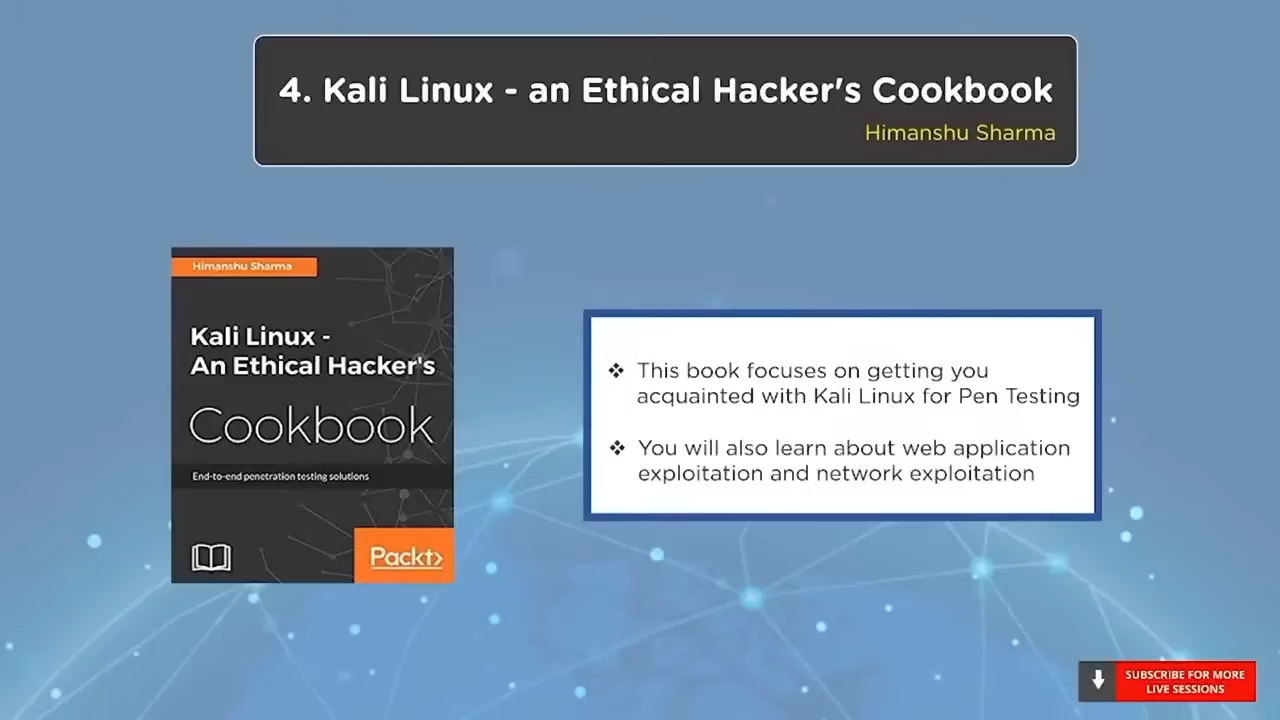 4. Kali Linux - an Ethical Hacker's Cookbook
Himanshu Sharma
Himanshu Sharma
Kali Linux -
An Ethical Hacker's
Cookbook
End-to-end penetration testing solutions
Packt>
❖ This book focuses on getting you
acquainted with Kali Linux for Pen Testing
❖ You will also learn about web application
exploitation and network exploitation
SUBSCRIBE FOR MORE
LIVE SESSIONS